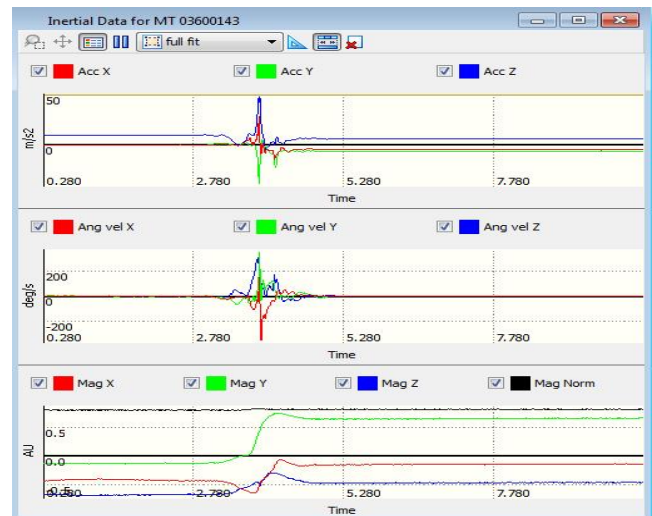 Inertial Data for MT 03600143
full fit
Acc X Acc Y Acc Z
50
m/s2
0
0.280 2.780 5.280 7.780
Time
Ang vel X Ang vel Y Ang vel Z
200
deg/s
0
-200
0.280 2.780 5.280 7.780
Time
Mag X Mag Y Mag Z Mag Norm
0.5
AU
0.0
2.780 5.280 7.780
Time